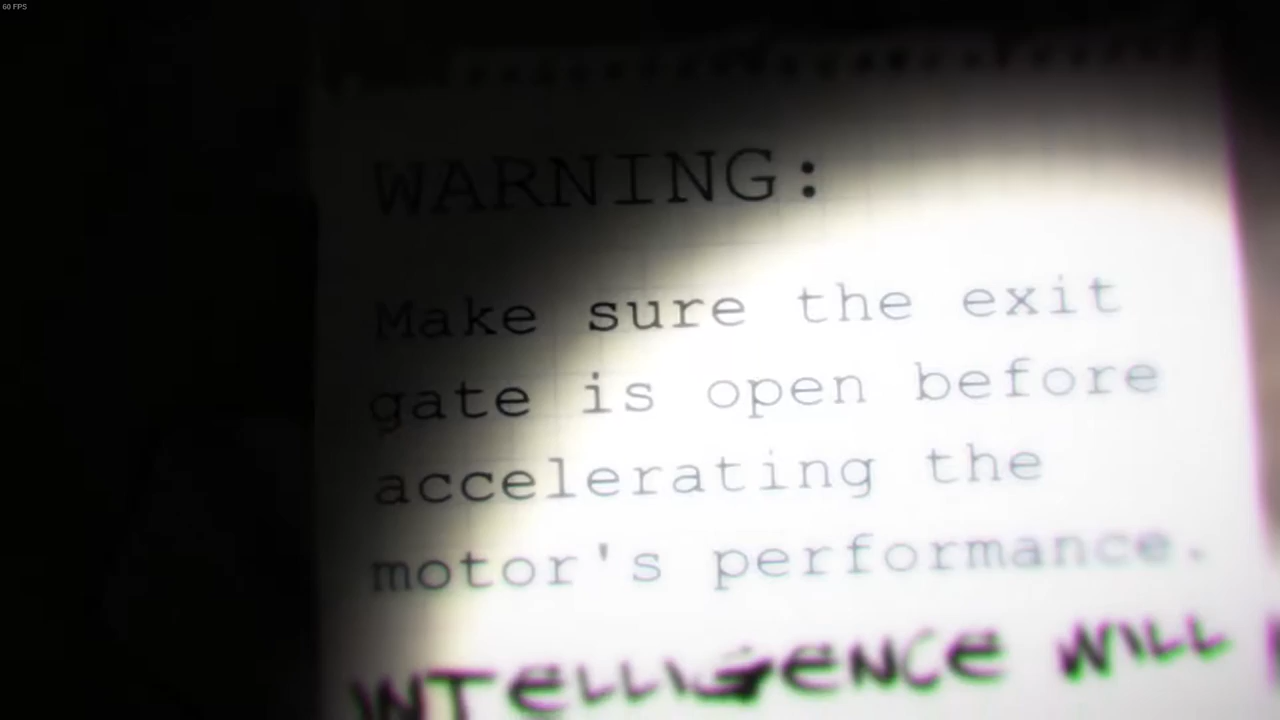 60 FPS
WARNING:
Make sure the exit
gate is open before
accelerating the
motor's performance.
INTELLIGENCE WILL